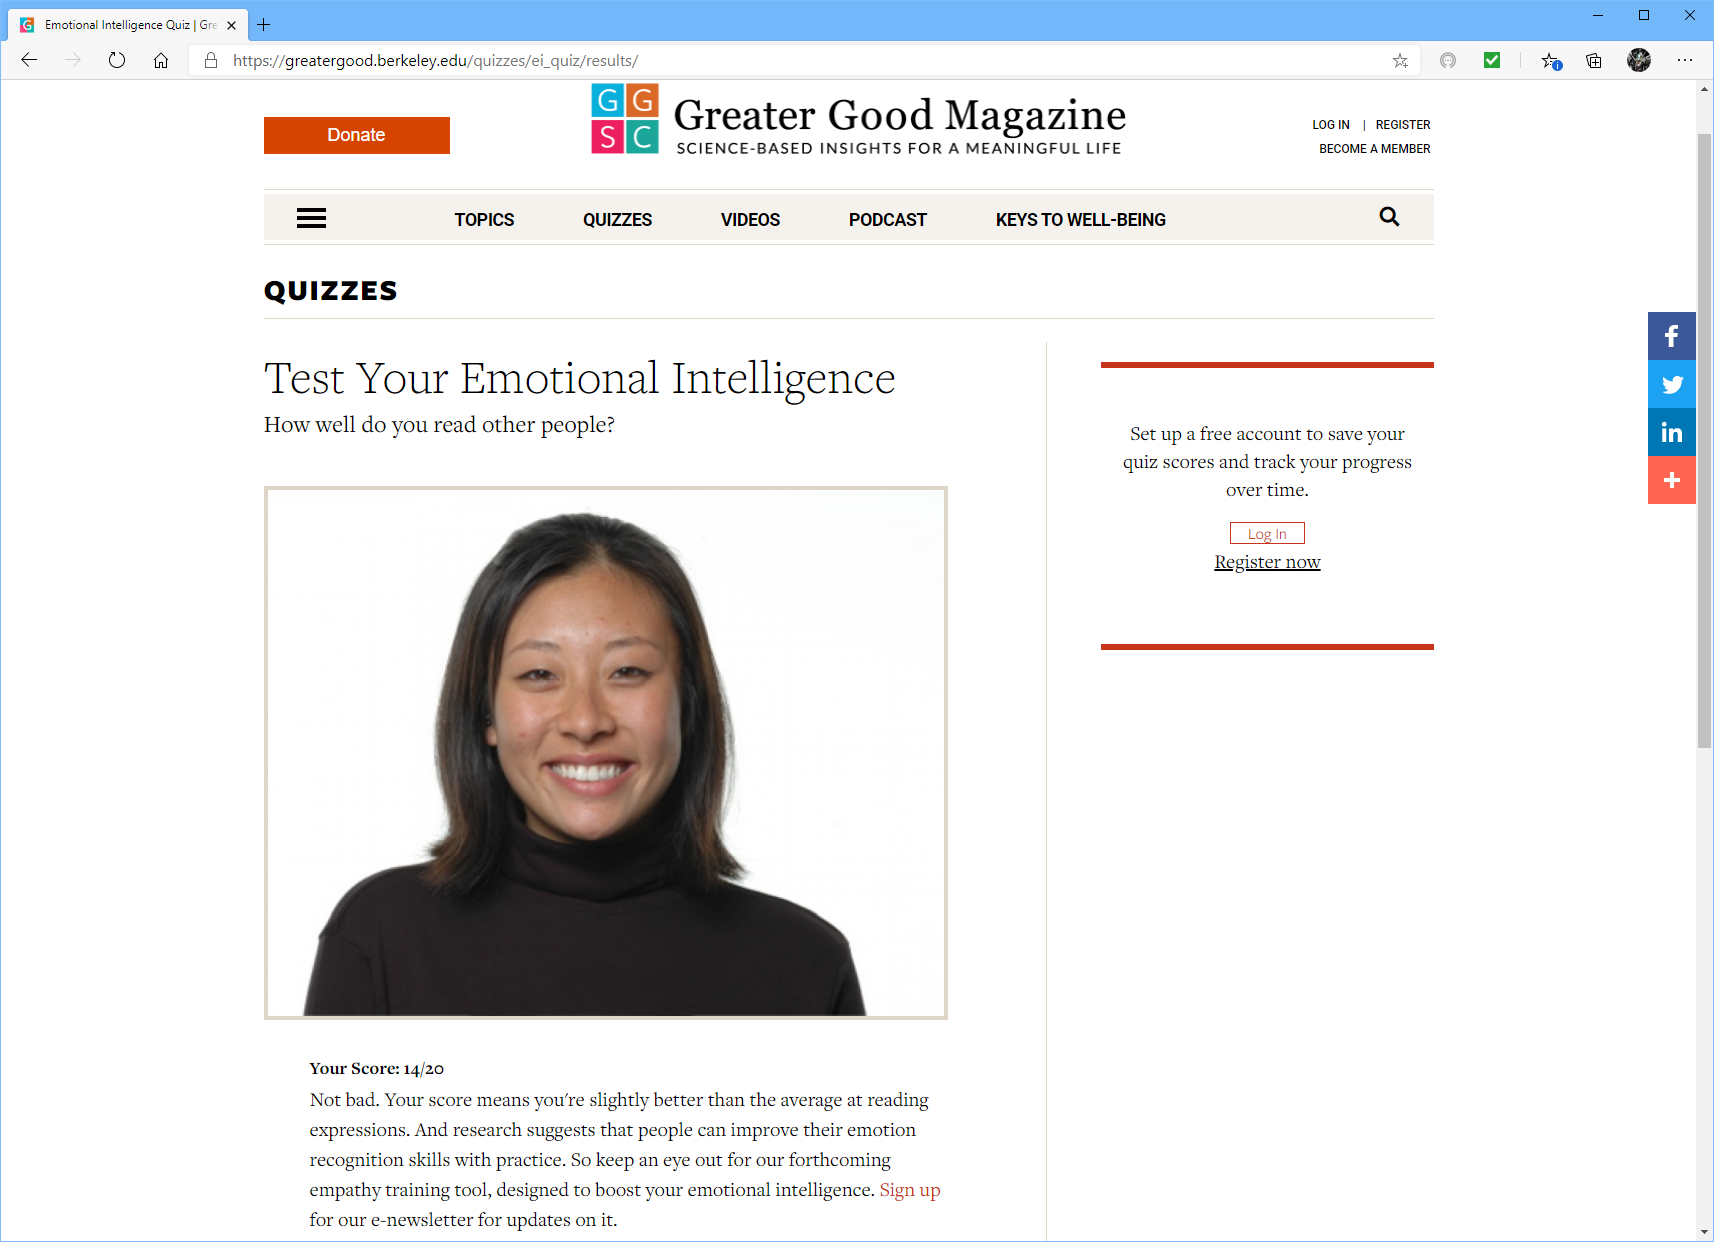 Emotional Intelligence Quiz | Gre
https://greatergood.berkeley.edu/quizzes/ei_quiz/results/
Donate
GG
SC
Greater Good Magazine
SCIENCE-BASED INSIGHTS FOR A MEANINGFUL LIFE
LOG IN | REGISTER
BECOME A MEMBER
TOPICS QUIZZES VIDEOS PODCAST KEYS TO WELL-BEING
QUIZZES
Test Your Emotional Intelligence
How well do you read other people?
Set up a free account to save your
quiz scores and track your progress
over time.
Log In
Register now
Your Score: 14/20
Not bad. Your score means you're slightly better than the average at reading
expressions. And research suggests that people can improve their emotion
recognition skills with practice. So keep an eye out for our forthcoming
empathy training tool, designed to boost your emotional intelligence. Sign up
for our e-newsletter for updates on it.